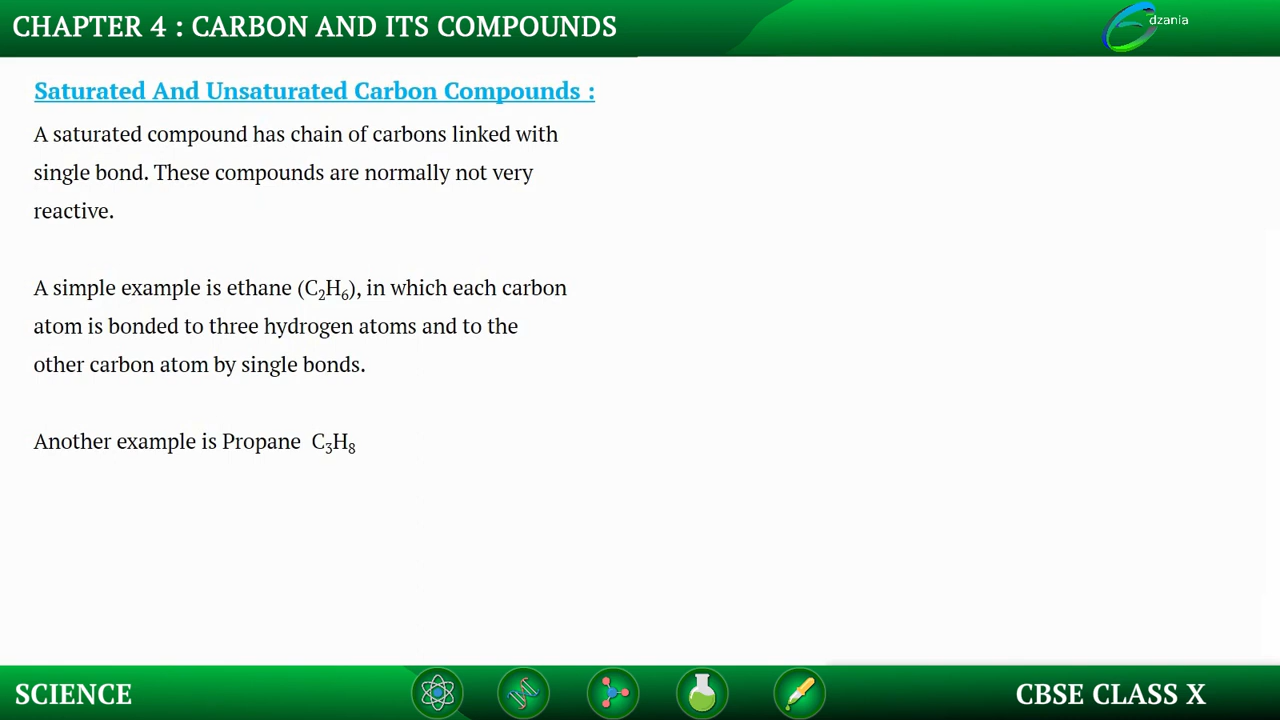 CHAPTER 4 : CARBON AND ITS COMPOUNDS
dzania
Saturated And Unsaturated Carbon Compounds :
A saturated compound has chain of carbons linked with
single bond. These compounds are normally not very
reactive.
A simple example is ethane (C₂H₆), in which each carbon
atom is bonded to three hydrogen atoms and to the
other carbon atom by single bonds.
Another example is Propane C₃H₈
SCIENCE
CBSE CLASS X